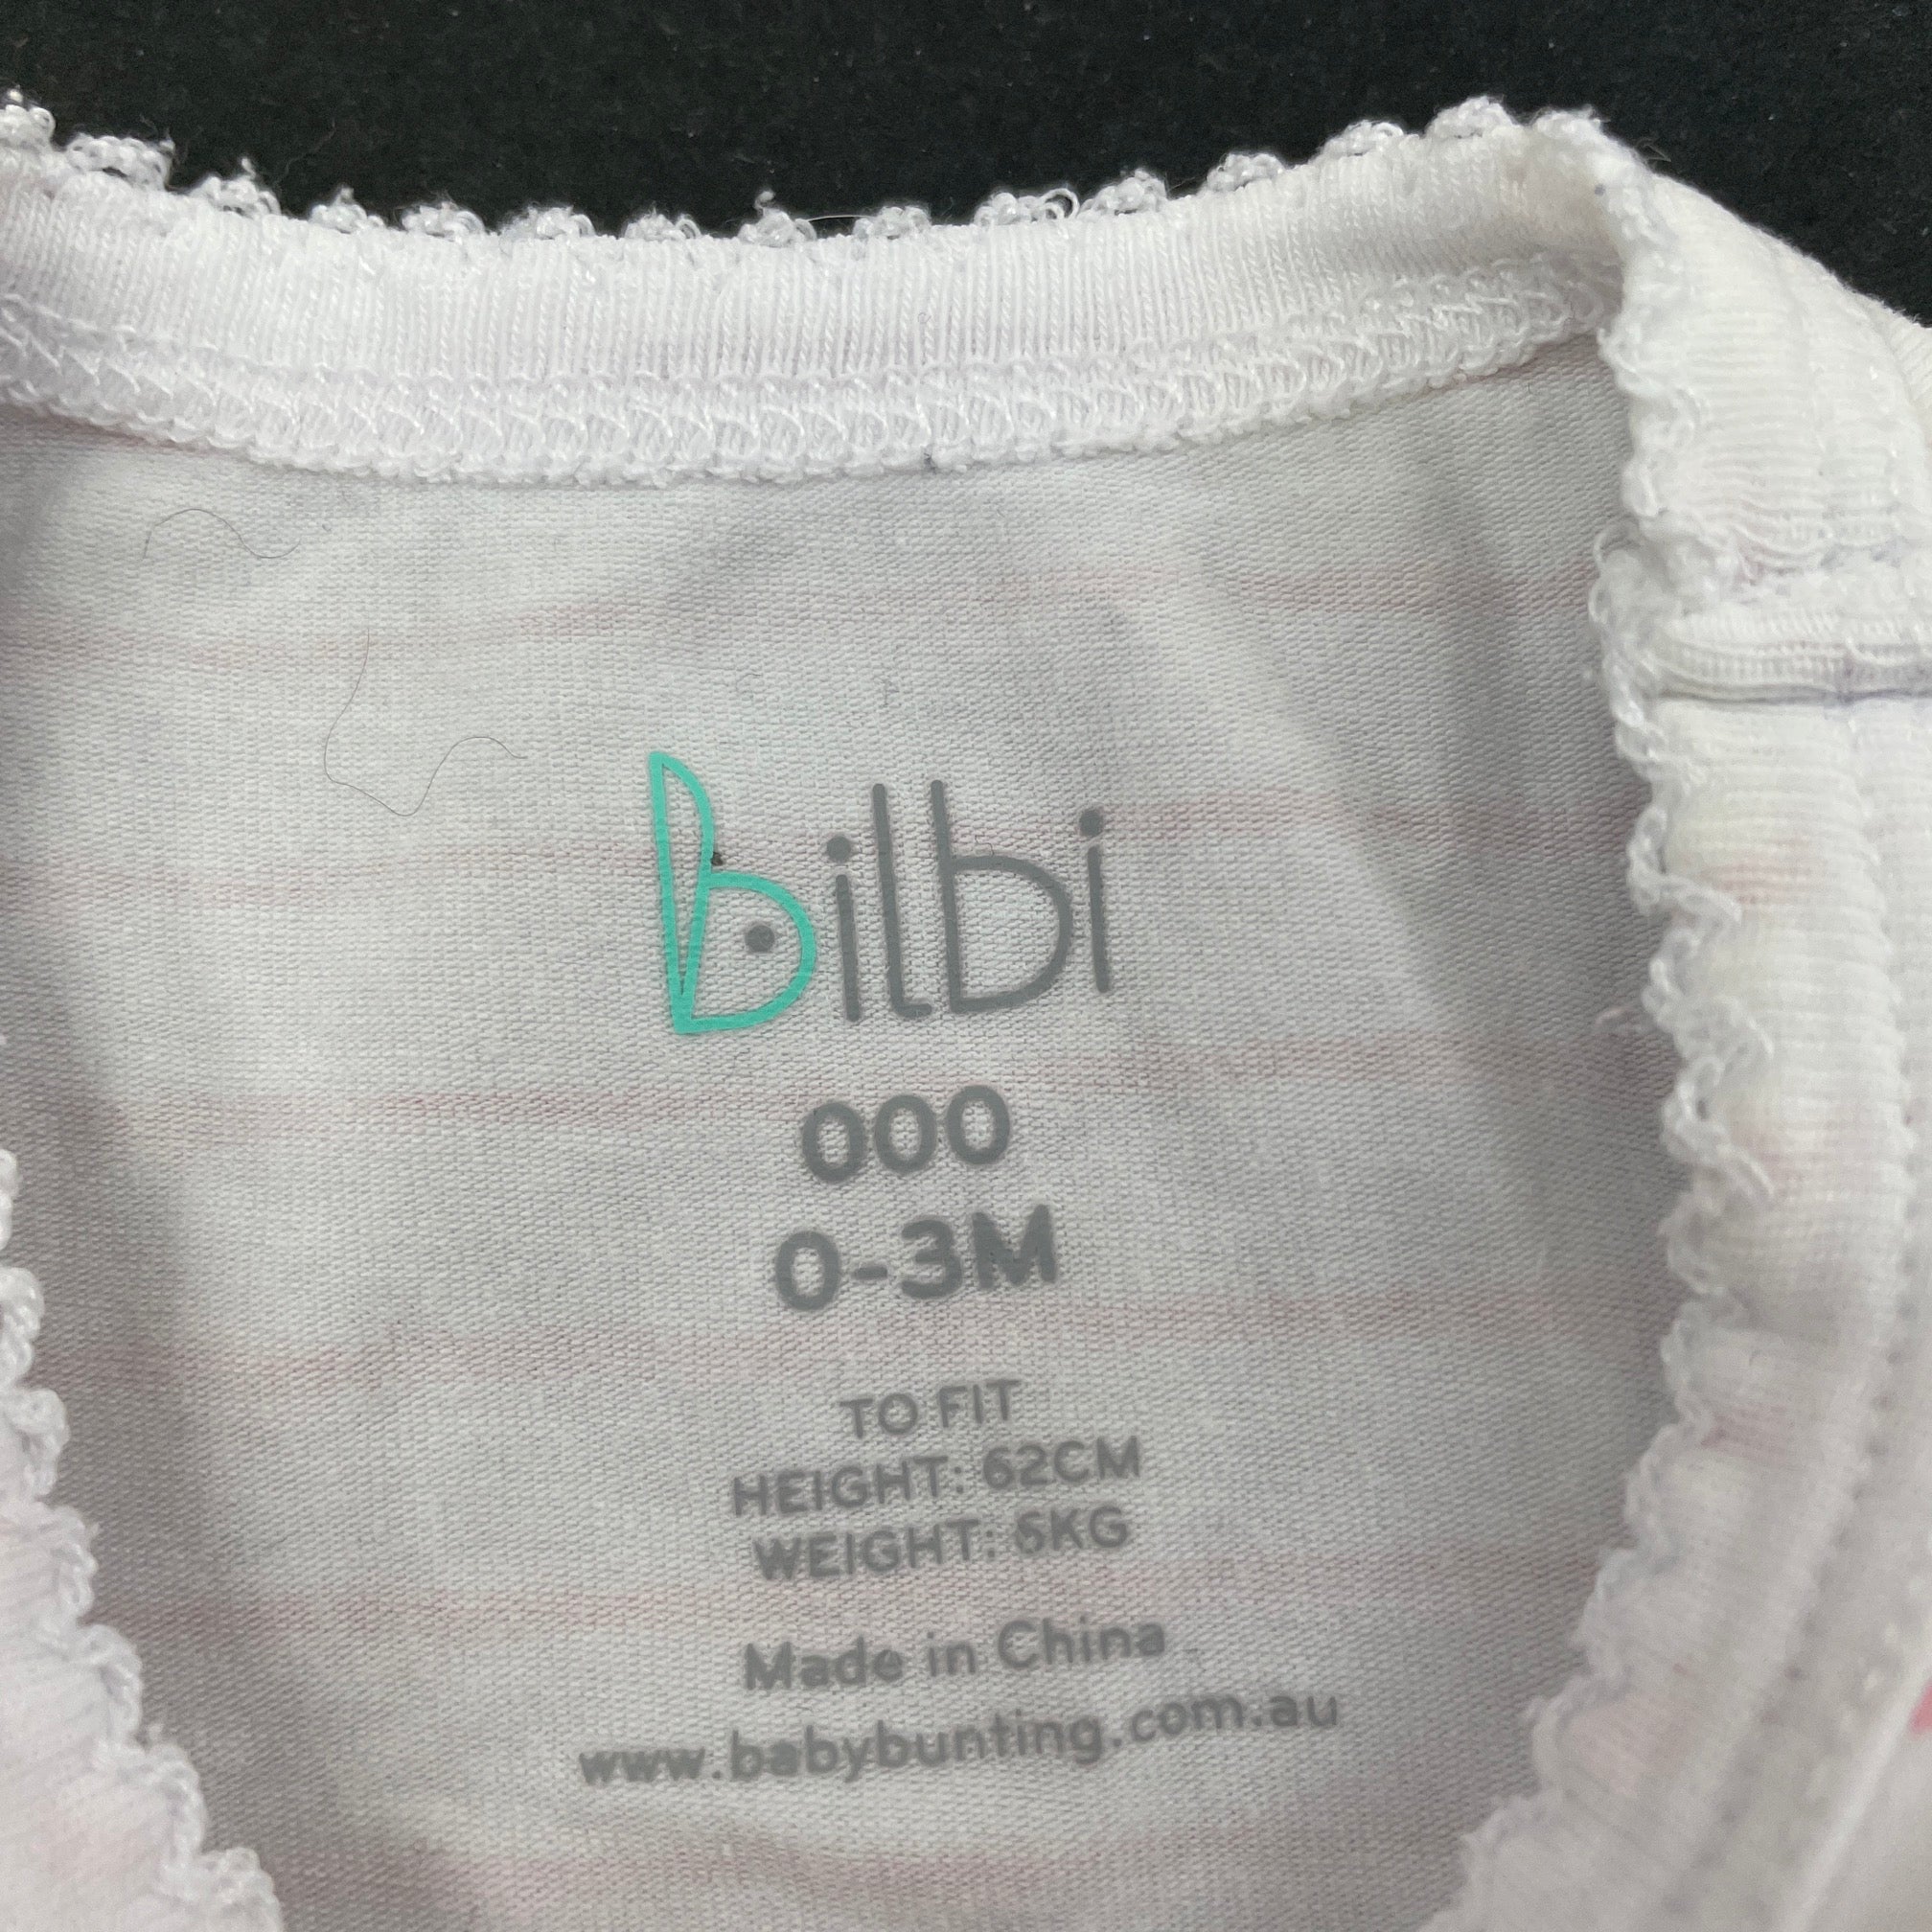 bilbi
000
0-3M
TO FIT
HEIGHT: 62CM
WEIGHT: 6KG
Made in China
www.babybunting.com.au